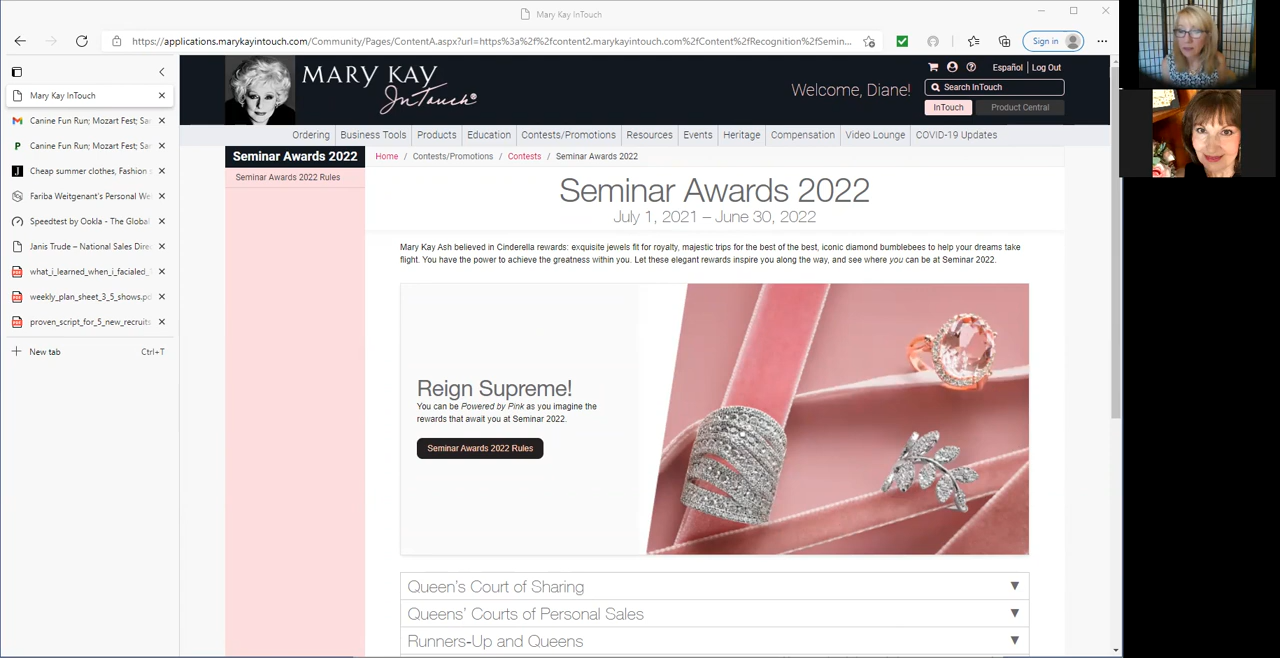 Mary Kay InTouch
https://applications.marykayintouch.com/Community/Pages/ContentA.aspx?url=https%3a%2f%2fcontent2.marykayintouch.com%2fContent%2fRecognition%2fSemin...
Sign in
Mary Kay InTouch
Canine Fun Run; Mozart Fest; Sa
Canine Fun Run; Mozart Fest; Sa
Cheap summer clothes, Fashion
Fariba Weitgenant's Personal We
Speedtest by Ookla - The Global
Janis Trude – National Sales Dire
what_i_learned_when_i_facialed_
weekly_plan_sheet_3_5_shows.pd
proven_script_for_5_new_recruits
New tab Ctrl+T
MARY KAY
InTouch®
Español | Log Out
Welcome, Diane!
Search InTouch
InTouch Product Central
Ordering Business Tools Products Education Contests/Promotions Resources Events Heritage Compensation Video Lounge COVID-19 Updates
Seminar Awards 2022
Seminar Awards 2022 Rules
Home / Contests/Promotions / Contests / Seminar Awards 2022
Seminar Awards 2022
July 1, 2021 – June 30, 2022
Mary Kay Ash believed in Cinderella rewards: exquisite jewels fit for royalty, majestic trips for the best of the best, iconic diamond bumblebees to help your dreams take
flight. You have the power to achieve the greatness within you. Let these elegant rewards inspire you along the way, and see where you can be at Seminar 2022.
Reign Supreme!
You can be Powered by Pink as you imagine the
rewards that await you at Seminar 2022.
Seminar Awards 2022 Rules
Queen's Court of Sharing
Queens' Courts of Personal Sales
Runners-Up and Queens